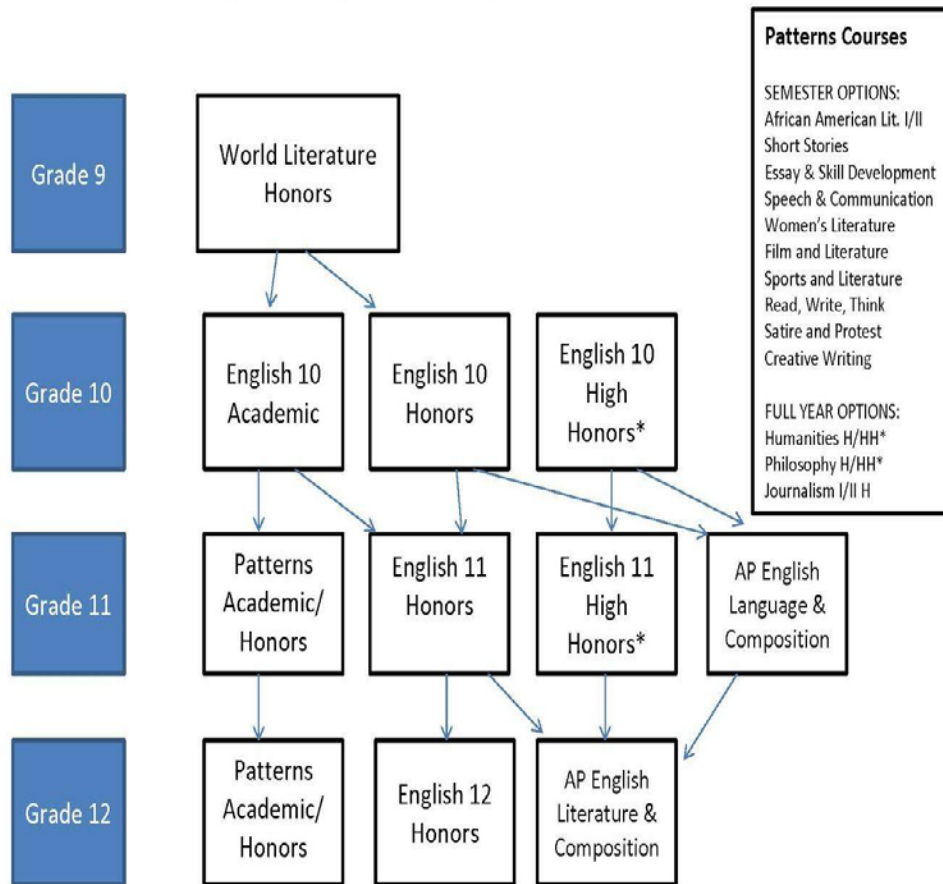 Patterns Courses
SEMESTER OPTIONS:
African American Lit. I/II
Short Stories
Essay & Skill Development
Speech & Communication
Women's Literature
Film and Literature
Sports and Literature
Read, Write, Think
Satire and Protest
Creative Writing
FULL YEAR OPTIONS:
Humanities H/HH*
Philosophy H/HH*
Journalism I/II H
Grade 9
World Literature
Honors
Grade 10
English 10
Academic
English 10
Honors
English 10
High
Honors*
Grade 11
Patterns
Academic/
Honors
English 11
Honors
English 11
High
Honors*
AP English
Language &
Composition
Grade 12
Patterns
Academic/
Honors
English 12
Honors
AP English
Literature &
Composition